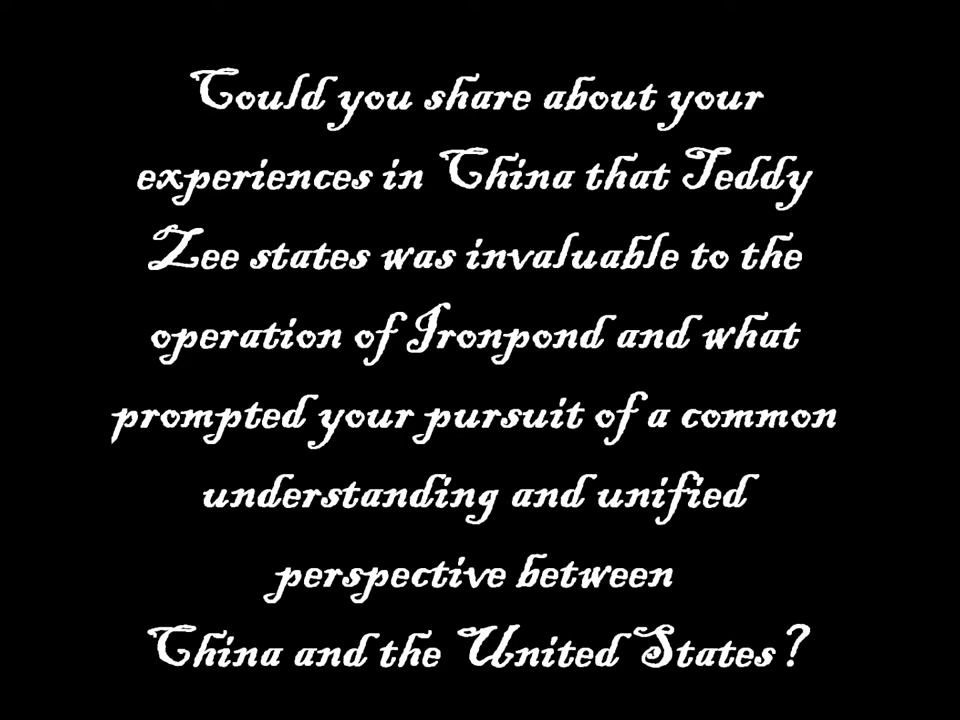 Could you share about your
experiences in China that Teddy
Zee states was invaluable to the
operation of Ironpond and what
prompted your pursuit of a common
understanding and unified
perspective between
China and the United States?